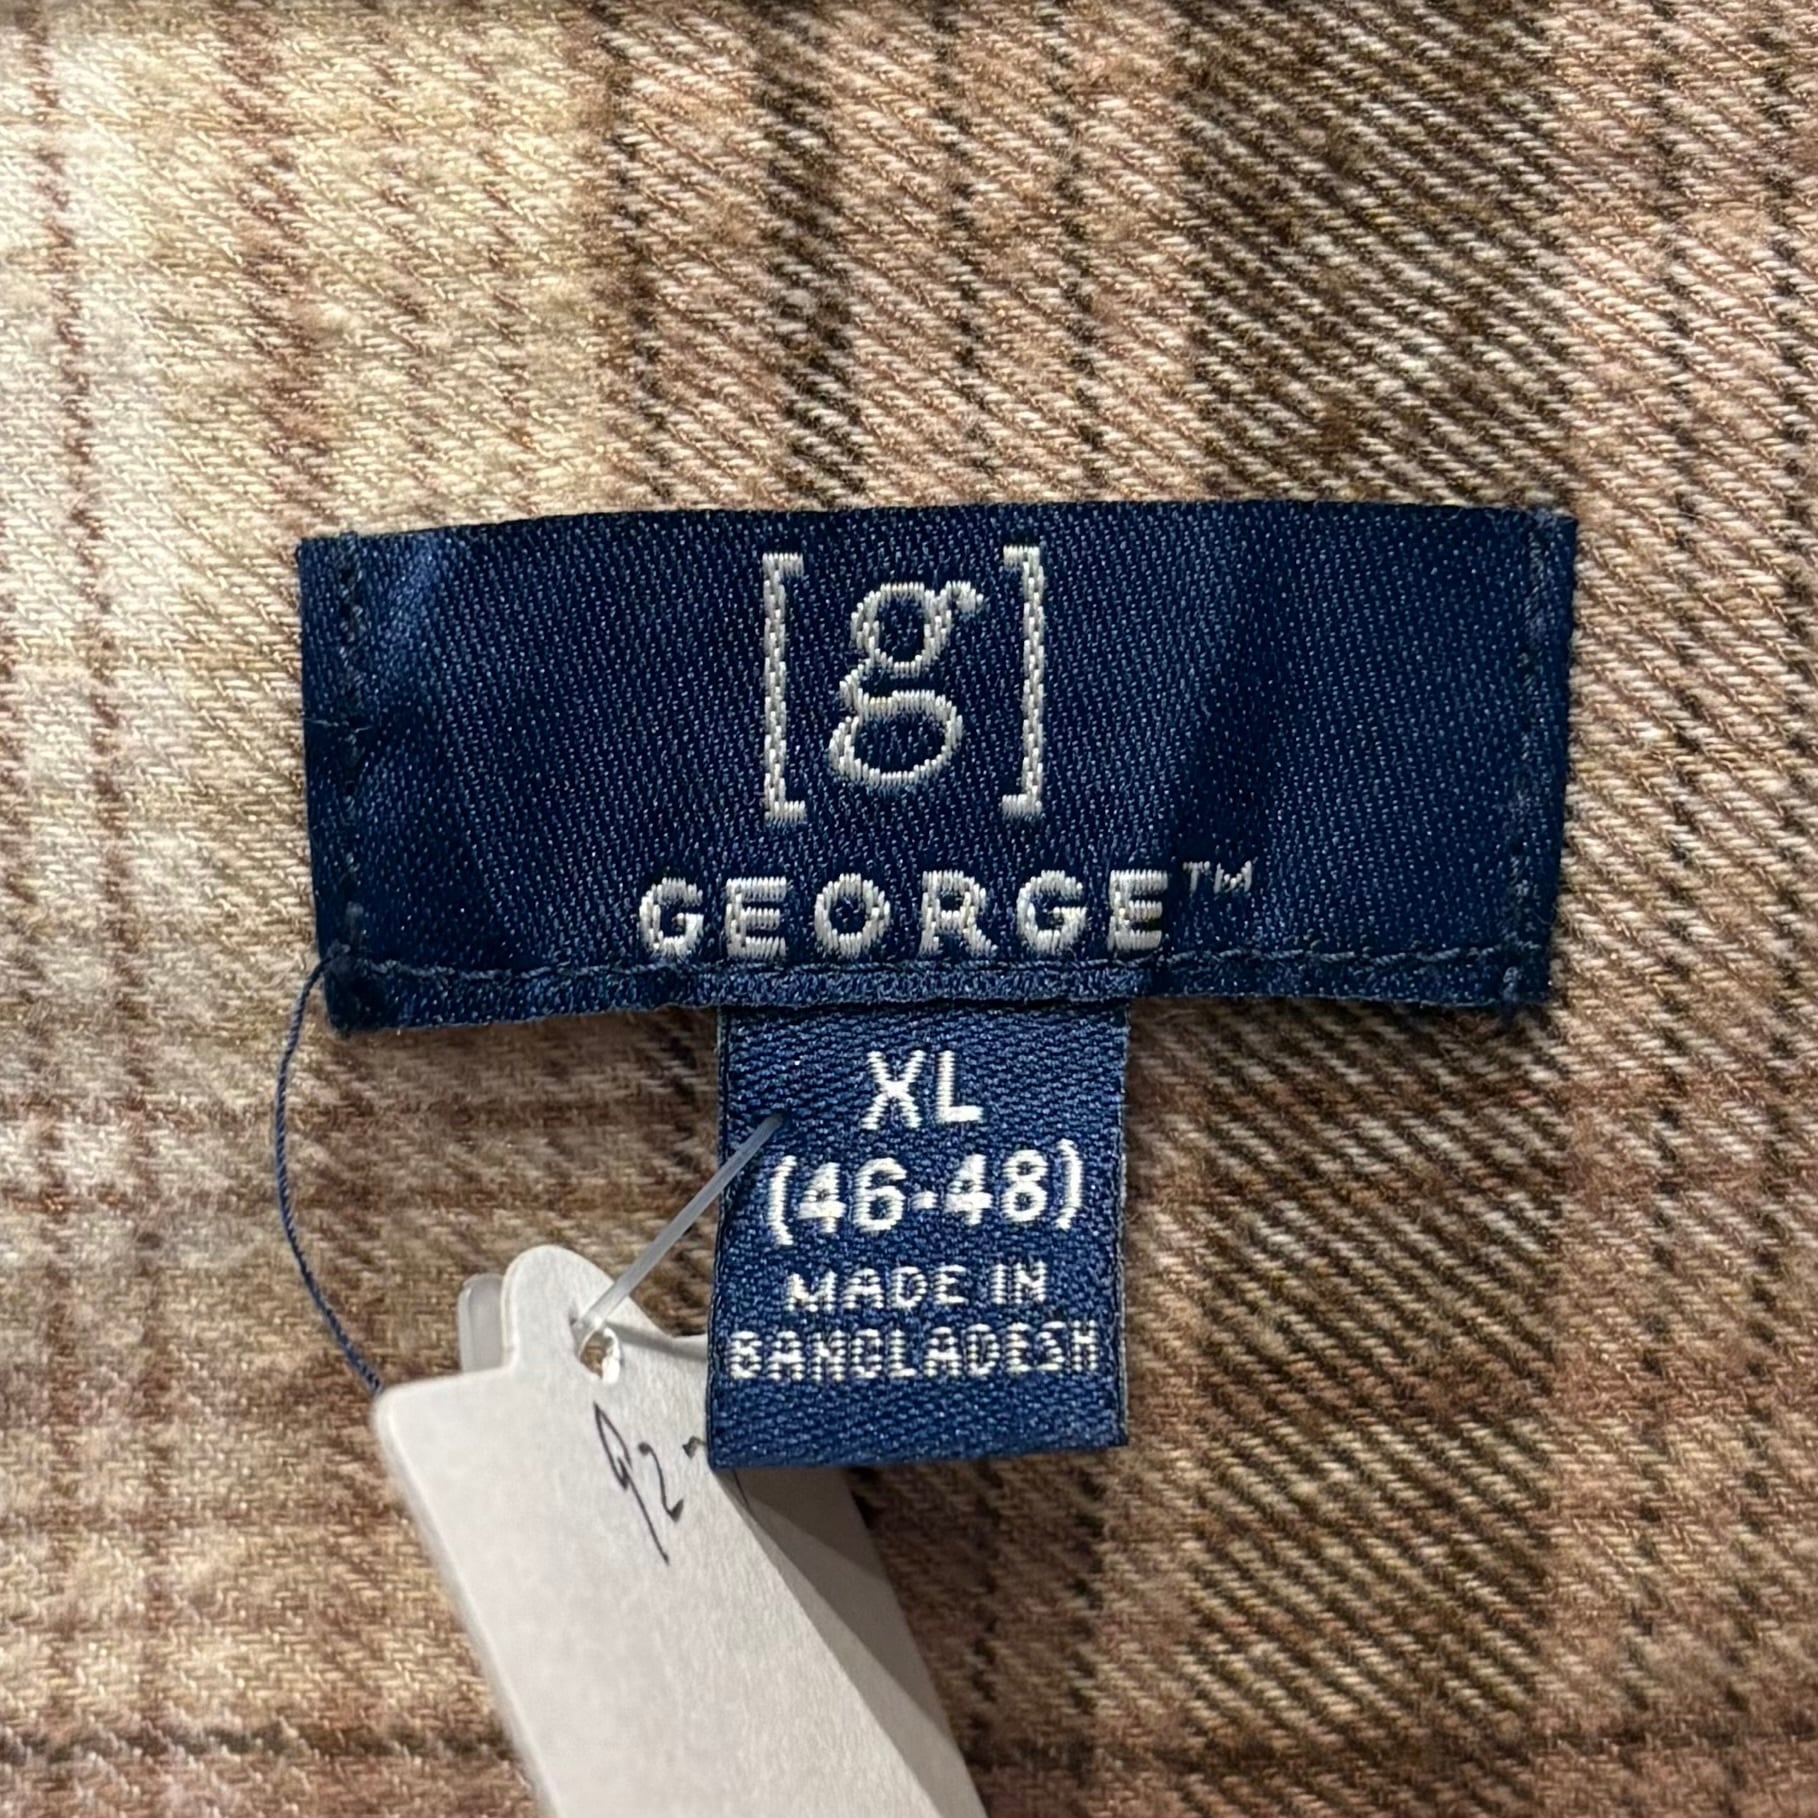 [g]
GEORGE™
XL
(46-48)
MADE IN
BANGLADESH